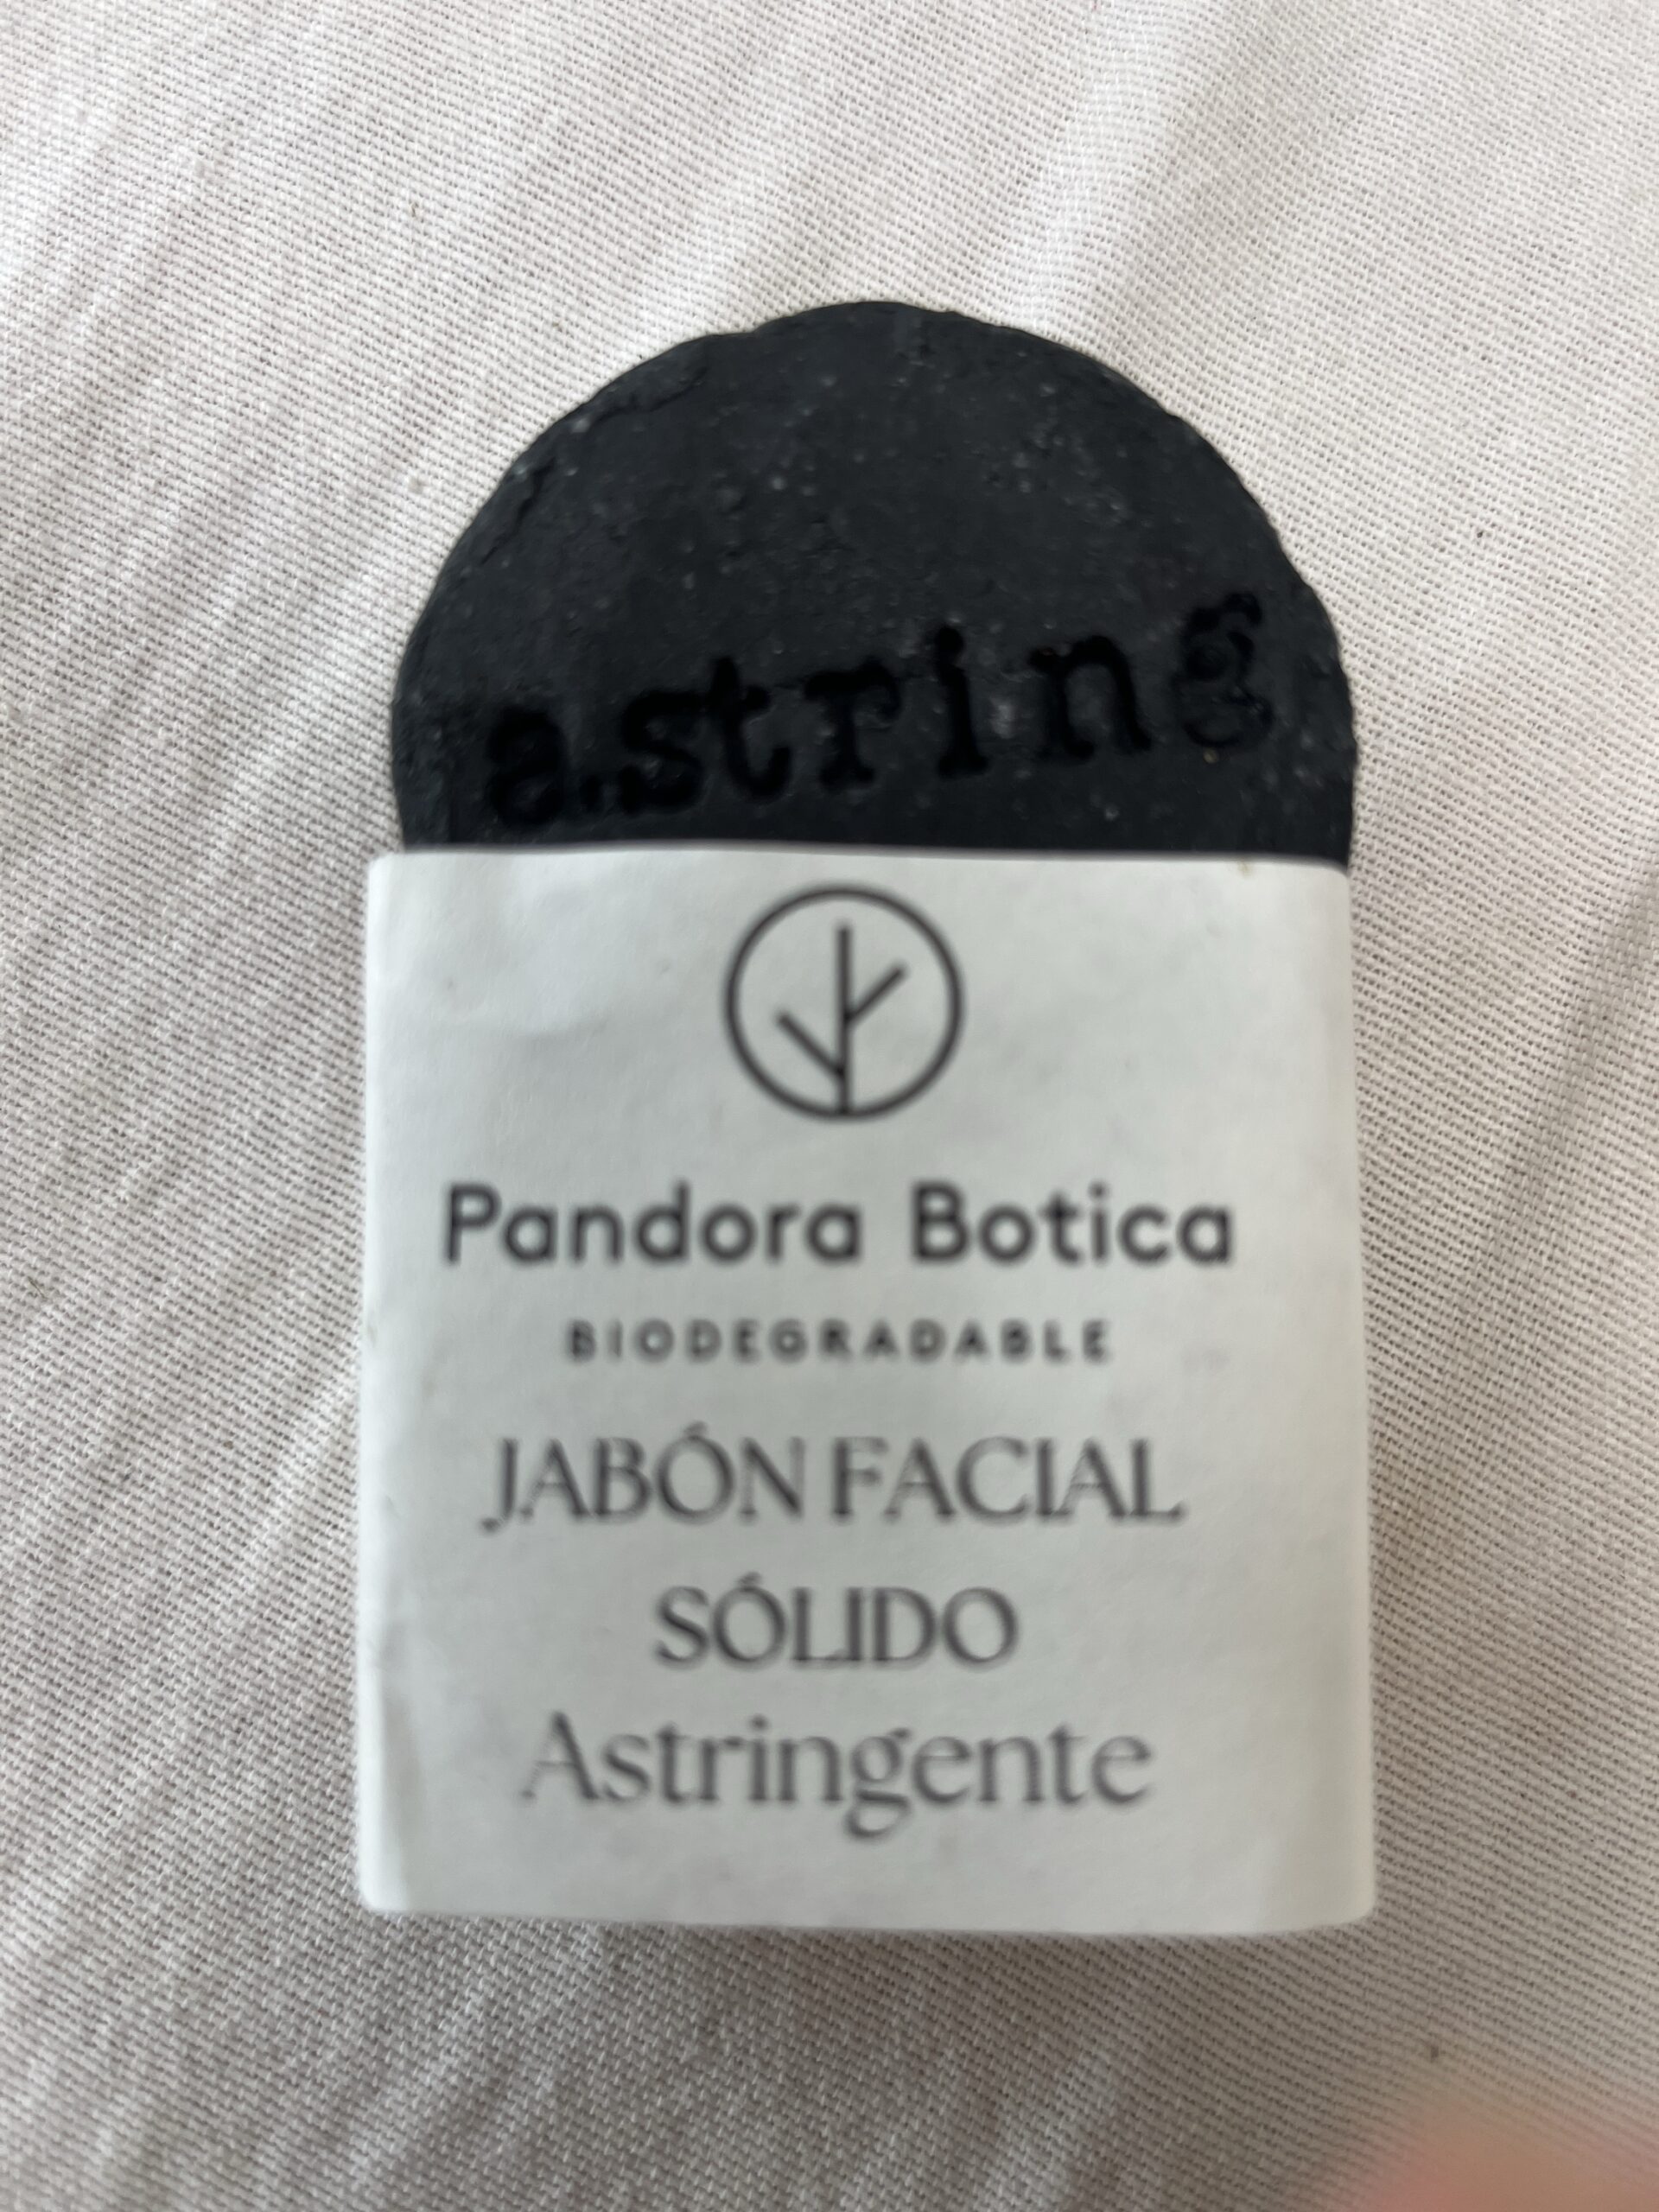 astring
Pandora Botica
BIODEGRADABLE
JABÓN FACIAL
SÓLIDO
Astringente